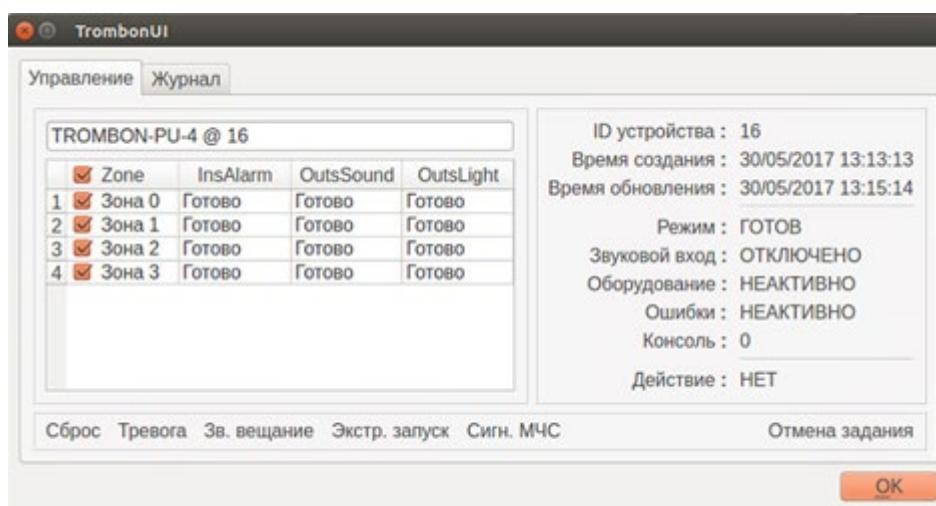 TrombonUI
Управление Журнал
TROMBON-PU-4 @ 16
Zone InsAlarm OutsSound OutsLight
1 Зона 0 Готово Готово Готово
2 Зона 1 Готово Готово Готово
3 Зона 2 Готово Готово Готово
4 Зона 3 Готово Готово Готово
ID устройства : 16
Время создания : 30/05/2017 13:13:13
Время обновления : 30/05/2017 13:15:14
Режим : ГОТОВ
Звуковой вход : ОТКЛЮЧЕНО
Оборудование : НЕАКТИВНО
Ошибки : НЕАКТИВНО
Консоль : 0
Действие : НЕТ
Сброс Тревога Зв. вещание Экстр. запуск Сигн. МЧС Отмена задания
OK